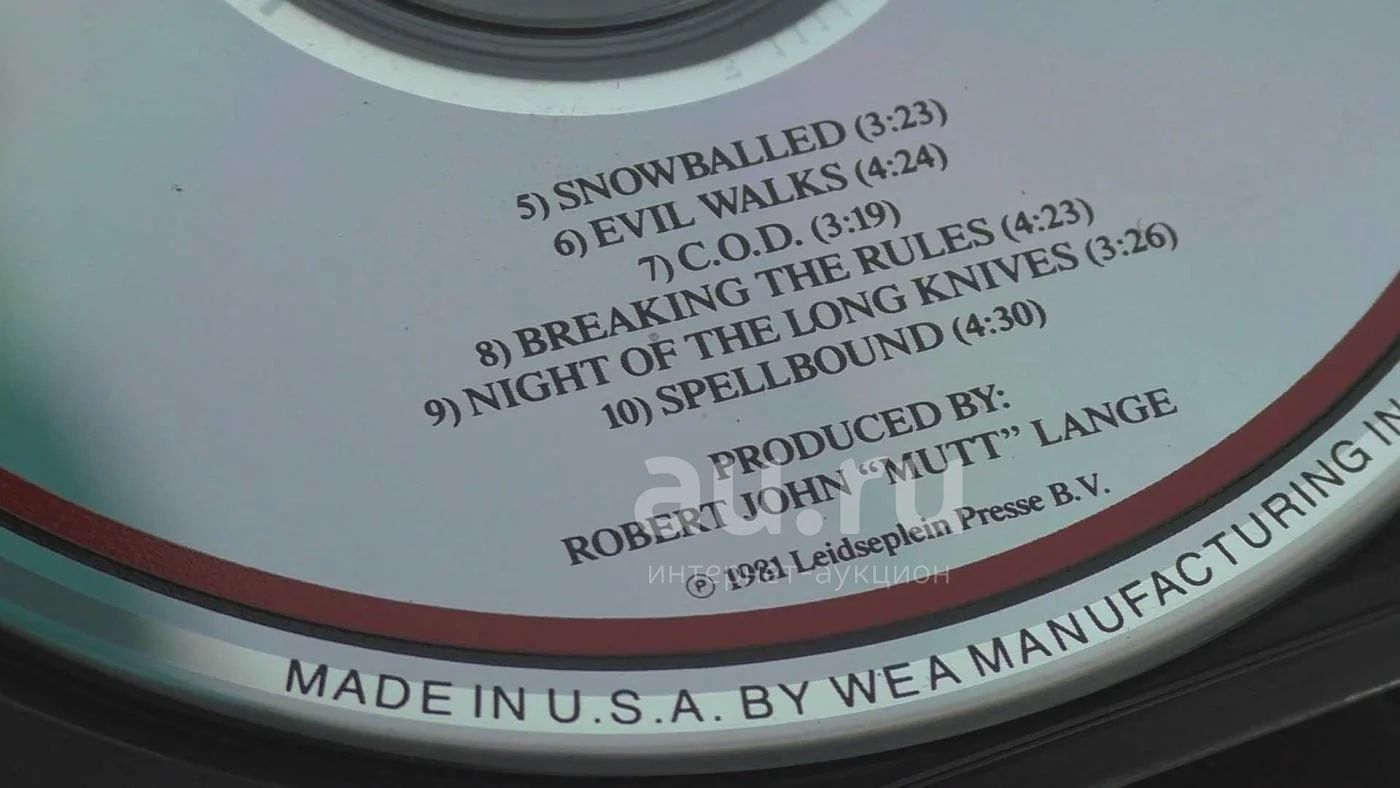 5) SNOWBALLED (3:23)
6) EVIL WALKS (4:24)
7) C.O.D. (3:19)
8) BREAKING THE RULES (4:23)
9) NIGHT OF THE LONG KNIVES (3:26)
10) SPELLBOUND (4:30)
PRODUCED BY:
ROBERT JOHN “MUTT” LANGE
℗ 1981 Leidseplein Presse B.V.
au.ru
интернет-аукцион
MADE IN U.S.A. BY WEA MANUFACTURING IN